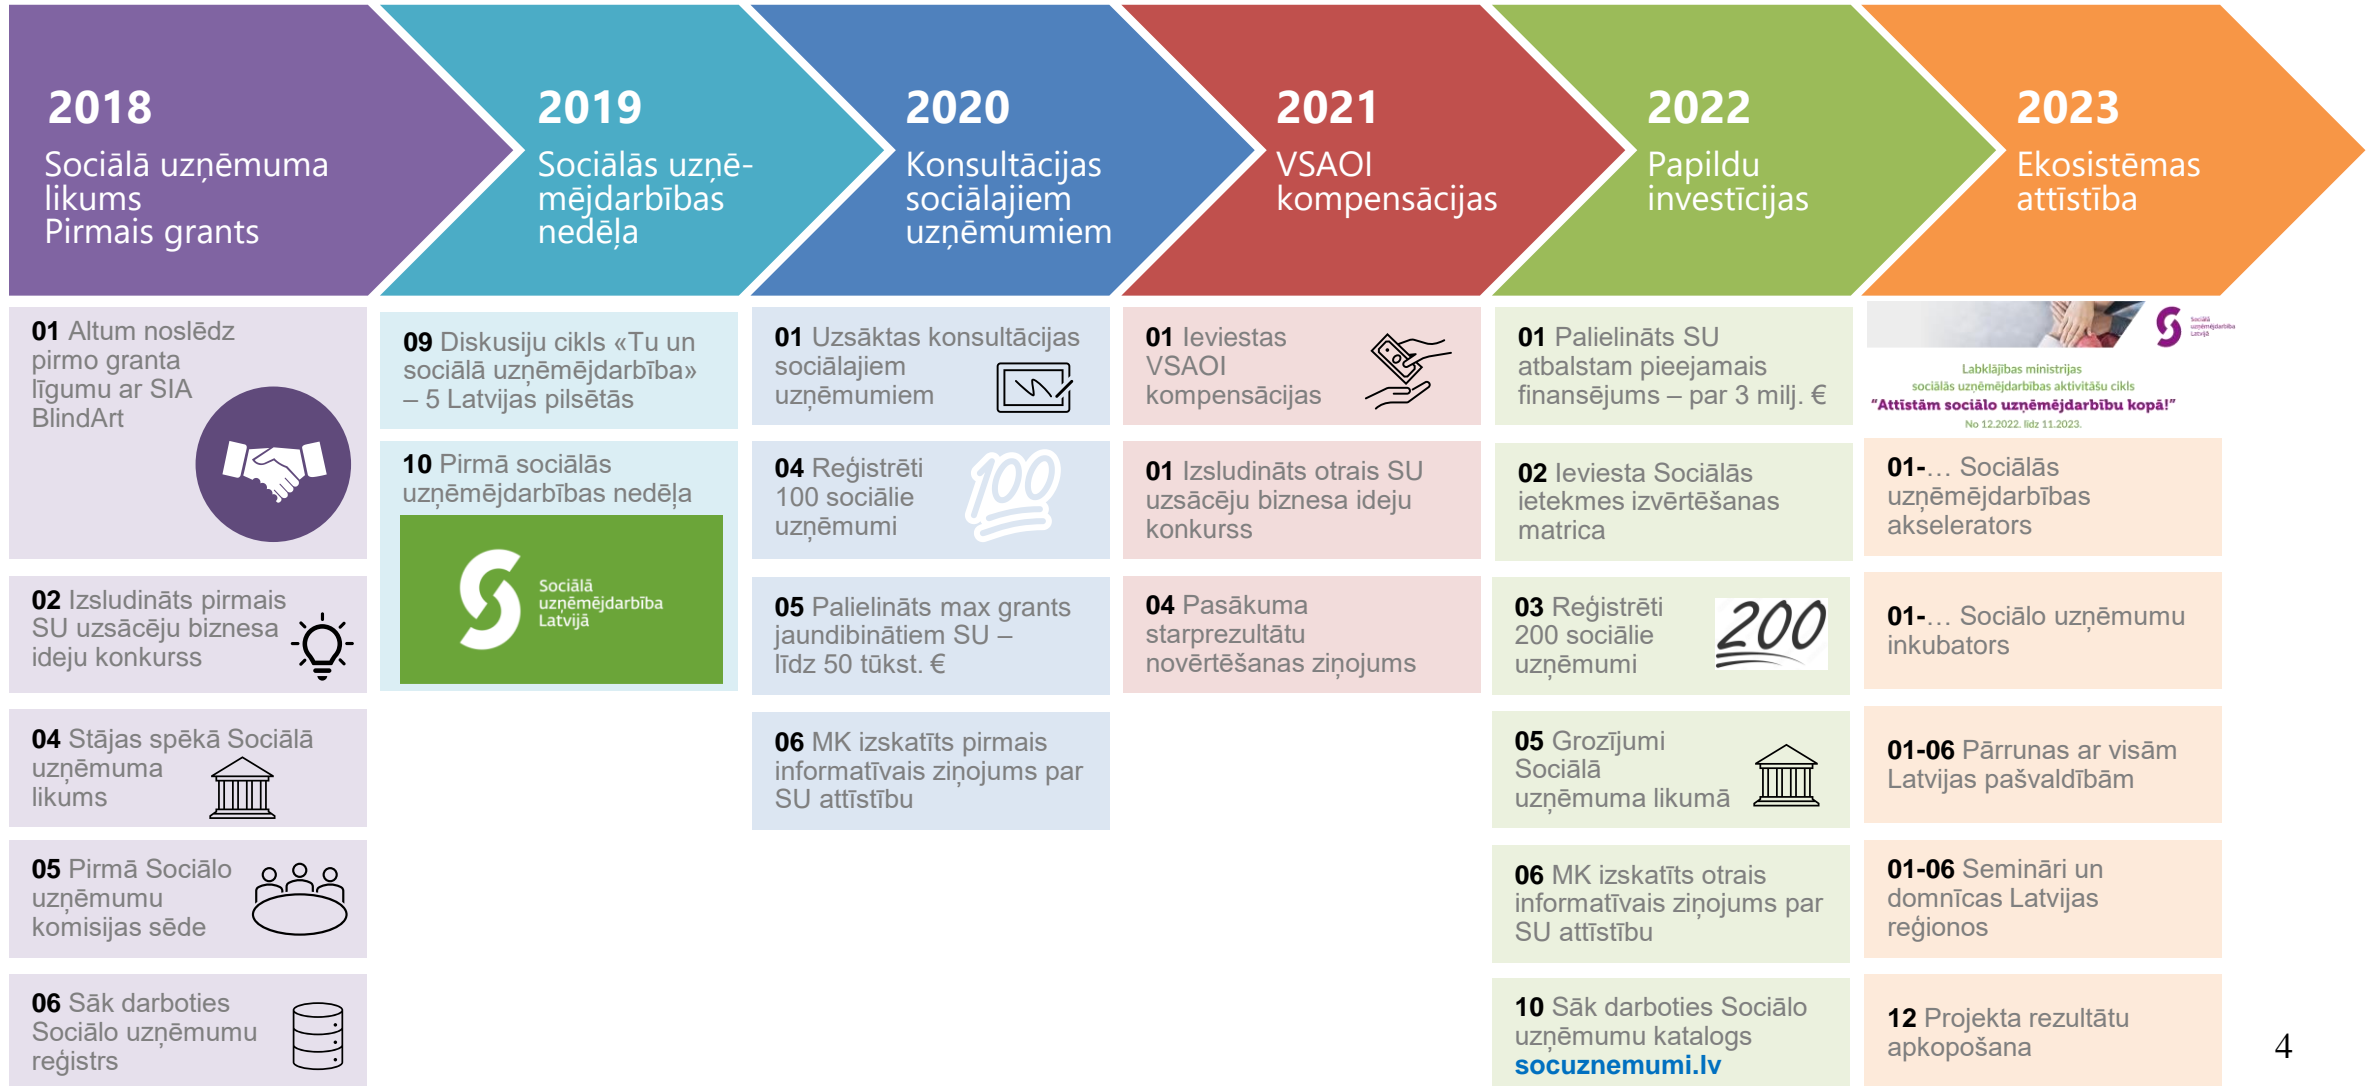 2018
Sociālā uzņēmuma
likums
Pirmais grants
2019
Sociālās uzņē-
mējdarbības
nedēļa
2020
Konsultācijas
sociālajiem
uzņēmumiem
2021
VSAOI
kompensācijas
2022
Papildu
investīcijas
2023
Ekosistēmas
attīstība
01 Altum noslēdz
pirmo granta
līgumu ar SIA
BlindArt
02 Izsludināts pirmais
SU uzsācēju biznesa
ideju konkurss
04 Stājas spēkā Sociālā
uzņēmuma
likums
05 Pirmā Sociālo
uzņēmumu
komisijas sēde
06 Sāk darboties
Sociālo uzņēmumu
reģistrs
09 Diskusiju cikls «Tu un
sociālā uzņēmējdarbība»
– 5 Latvijas pilsētās
10 Pirmā sociālās
uzņēmējdarbības nedēļa
Sociālā
uzņēmējdarbība
Latvijā
01 Uzsāktas konsultācijas
sociālajiem
uzņēmumiem
04 Reģistrēti
100 sociālie
uzņēmumi
100
05 Palielināts max grants
jaundibinātiem SU –
līdz 50 tūkst. €
06 MK izskatīts pirmais
informatīvais ziņojums par
SU attīstību
01 Ieviestas
VSAOI
kompensācijas
01 Izsludināts otrais SU
uzsācēju biznesa ideju
konkurss
04 Pasākuma
starprezultātu
novērtēšanas ziņojums
01 Palielināts SU
atbalstam pieejamais
finansējums – par 3 milj. €
02 Ieviesta Sociālās
ietekmes izvērtēšanas
matrica
03 Reģistrēti
200 sociālie
uzņēmumi
200
05 Grozījumi
Sociālā
uzņēmuma likumā
06 MK izskatīts otrais
informatīvais ziņojums par
SU attīstību
10 Sāk darboties Sociālo
uzņēmumu katalogs
socuznemumi.lv
Sociālā
uzņēmējdarbība
Latvijā
Labklājības ministrijas
sociālās uzņēmējdarbības aktivitāšu cikls
"Attīstām sociālo uzņēmējdarbību kopā!"
No 12.2022. līdz 11.2023.
01-… Sociālās
uzņēmējdarbības
akselerators
01-… Sociālo uzņēmumu
inkubators
01-06 Pārrunas ar visām
Latvijas pašvaldībām
01-06 Semināri un
domnīcas Latvijas
reģionos
12 Projekta rezultātu
apkopošana
4